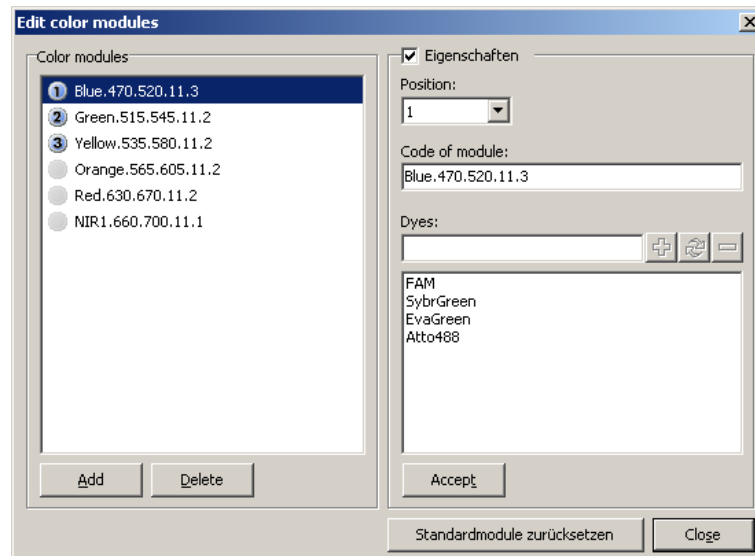 Edit color modules
Color modules
1 Blue.470.520.11.3
2 Green.515.545.11.2
3 Yellow.535.580.11.2
Orange.565.605.11.2
Red.630.670.11.2
NIR1.660.700.11.1
Add
Delete
Eigenschaften
Position:
1
Code of module:
Blue.470.520.11.3
Dyes:
FAM
SybrGreen
EvaGreen
Atto488
Accept
Standardmodule zurücksetzen
Close